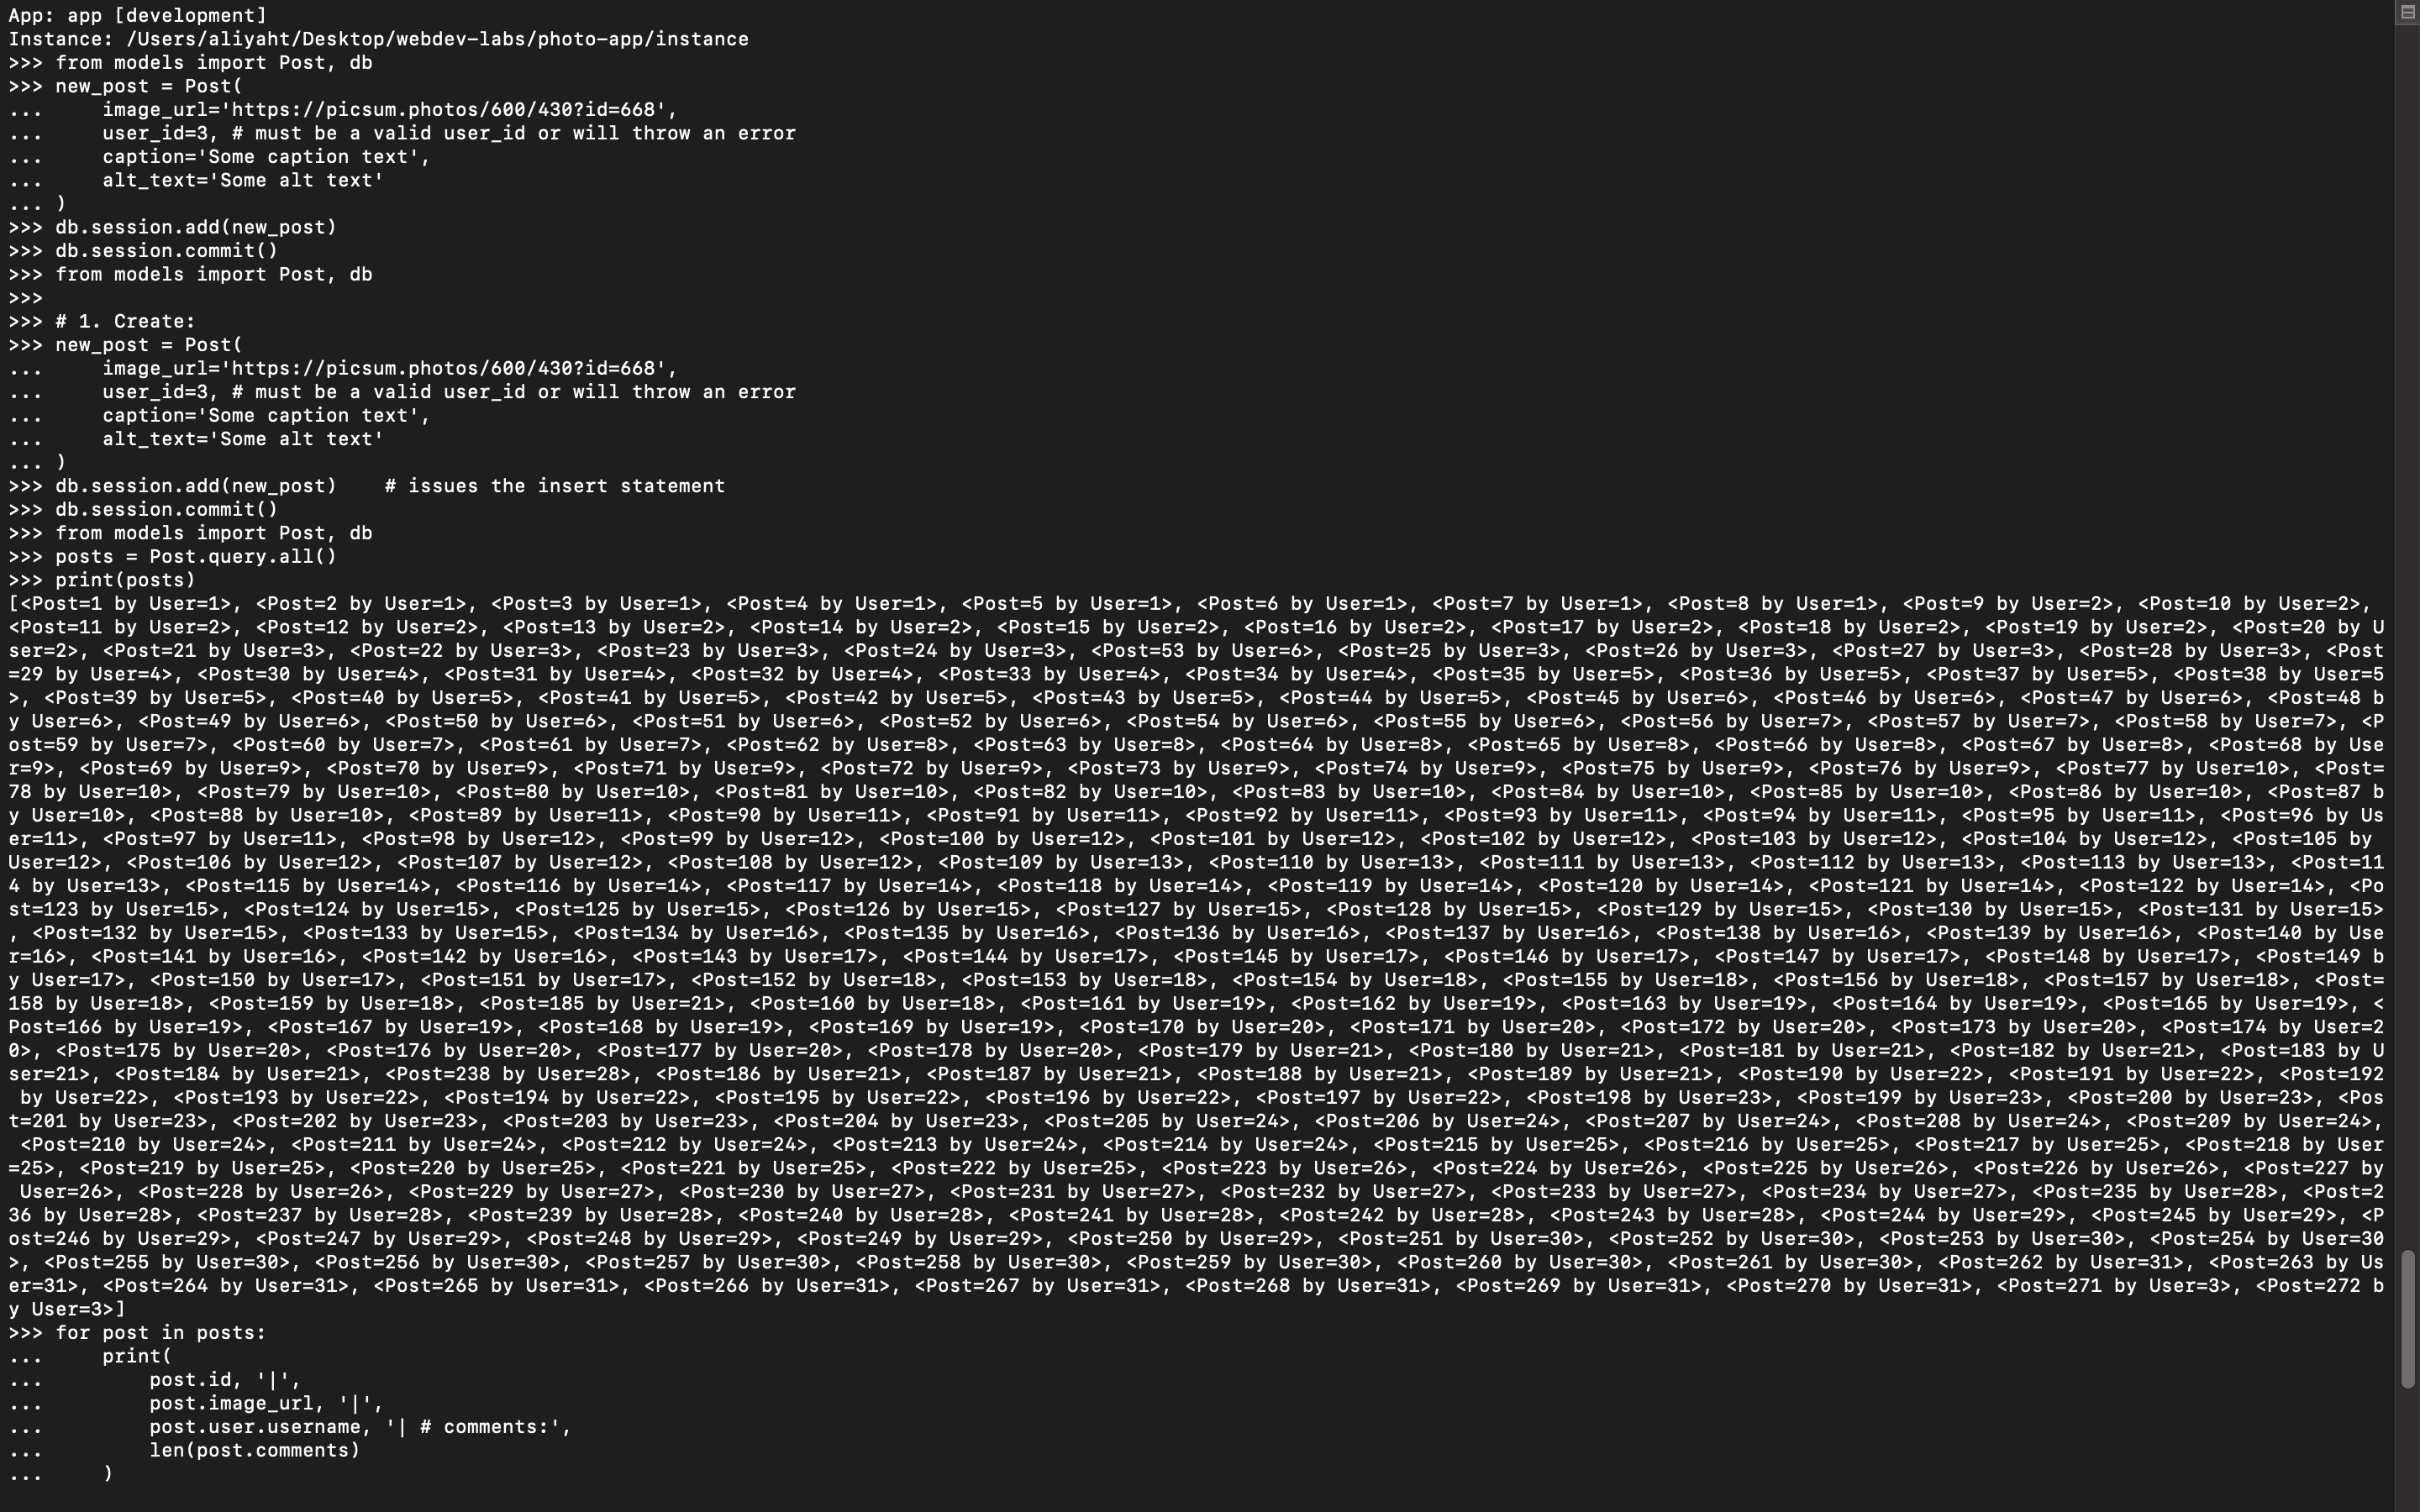 App: app [development]
Instance: /Users/aliyaht/Desktop/webdev-labs/photo-app/instance
>>> from models import Post, db
>>> new_post = Post(
...     image_url='https://picsum.photos/600/430?id=668',
...     user_id=3, # must be a valid user_id or will throw an error
...     caption='Some caption text',
...     alt_text='Some alt text'
... )
>>> db.session.add(new_post)
>>> db.session.commit()
>>> from models import Post, db
>>>
>>> # 1. Create:
>>> new_post = Post(
...     image_url='https://picsum.photos/600/430?id=668',
...     user_id=3, # must be a valid user_id or will throw an error
...     caption='Some caption text',
...     alt_text='Some alt text'
... )
>>> db.session.add(new_post)    # issues the insert statement
>>> db.session.commit()
>>> from models import Post, db
>>> posts = Post.query.all()
>>> print(posts)
[<Post=1 by User=1>, <Post=2 by User=1>, <Post=3 by User=1>, <Post=4 by User=1>, <Post=5 by User=1>, <Post=6 by User=1>, <Post=7 by User=1>, <Post=8 by User=1>, <Post=9 by User=2>, <Post=10 by User=2>,
<Post=11 by User=2>, <Post=12 by User=2>, <Post=13 by User=2>, <Post=14 by User=2>, <Post=15 by User=2>, <Post=16 by User=2>, <Post=17 by User=2>, <Post=18 by User=2>, <Post=19 by User=2>, <Post=20 by U
ser=2>, <Post=21 by User=3>, <Post=22 by User=3>, <Post=23 by User=3>, <Post=24 by User=3>, <Post=53 by User=6>, <Post=25 by User=3>, <Post=26 by User=3>, <Post=27 by User=3>, <Post=28 by User=3>, <Post
=29 by User=4>, <Post=30 by User=4>, <Post=31 by User=4>, <Post=32 by User=4>, <Post=33 by User=4>, <Post=34 by User=4>, <Post=35 by User=5>, <Post=36 by User=5>, <Post=37 by User=5>, <Post=38 by User=5
>, <Post=39 by User=5>, <Post=40 by User=5>, <Post=41 by User=5>, <Post=42 by User=5>, <Post=43 by User=5>, <Post=44 by User=5>, <Post=45 by User=6>, <Post=46 by User=6>, <Post=47 by User=6>, <Post=48 b
y User=6>, <Post=49 by User=6>, <Post=50 by User=6>, <Post=51 by User=6>, <Post=52 by User=6>, <Post=54 by User=6>, <Post=55 by User=6>, <Post=56 by User=7>, <Post=57 by User=7>, <Post=58 by User=7>, <P
ost=59 by User=7>, <Post=60 by User=7>, <Post=61 by User=7>, <Post=62 by User=8>, <Post=63 by User=8>, <Post=64 by User=8>, <Post=65 by User=8>, <Post=66 by User=8>, <Post=67 by User=8>, <Post=68 by Use
r=9>, <Post=69 by User=9>, <Post=70 by User=9>, <Post=71 by User=9>, <Post=72 by User=9>, <Post=73 by User=9>, <Post=74 by User=9>, <Post=75 by User=9>, <Post=76 by User=9>, <Post=77 by User=10>, <Post=
78 by User=10>, <Post=79 by User=10>, <Post=80 by User=10>, <Post=81 by User=10>, <Post=82 by User=10>, <Post=83 by User=10>, <Post=84 by User=10>, <Post=85 by User=10>, <Post=86 by User=10>, <Post=87 b
y User=10>, <Post=88 by User=10>, <Post=89 by User=11>, <Post=90 by User=11>, <Post=91 by User=11>, <Post=92 by User=11>, <Post=93 by User=11>, <Post=94 by User=11>, <Post=95 by User=11>, <Post=96 by Us
er=11>, <Post=97 by User=11>, <Post=98 by User=12>, <Post=99 by User=12>, <Post=100 by User=12>, <Post=101 by User=12>, <Post=102 by User=12>, <Post=103 by User=12>, <Post=104 by User=12>, <Post=105 by
User=12>, <Post=106 by User=12>, <Post=107 by User=12>, <Post=108 by User=12>, <Post=109 by User=13>, <Post=110 by User=13>, <Post=111 by User=13>, <Post=112 by User=13>, <Post=113 by User=13>, <Post=11
4 by User=13>, <Post=115 by User=14>, <Post=116 by User=14>, <Post=117 by User=14>, <Post=118 by User=14>, <Post=119 by User=14>, <Post=120 by User=14>, <Post=121 by User=14>, <Post=122 by User=14>, <Po
st=123 by User=15>, <Post=124 by User=15>, <Post=125 by User=15>, <Post=126 by User=15>, <Post=127 by User=15>, <Post=128 by User=15>, <Post=129 by User=15>, <Post=130 by User=15>, <Post=131 by User=15>
, <Post=132 by User=15>, <Post=133 by User=15>, <Post=134 by User=16>, <Post=135 by User=16>, <Post=136 by User=16>, <Post=137 by User=16>, <Post=138 by User=16>, <Post=139 by User=16>, <Post=140 by Use
r=16>, <Post=141 by User=16>, <Post=142 by User=16>, <Post=143 by User=17>, <Post=144 by User=17>, <Post=145 by User=17>, <Post=146 by User=17>, <Post=147 by User=17>, <Post=148 by User=17>, <Post=149 b
y User=17>, <Post=150 by User=17>, <Post=151 by User=17>, <Post=152 by User=18>, <Post=153 by User=18>, <Post=154 by User=18>, <Post=155 by User=18>, <Post=156 by User=18>, <Post=157 by User=18>, <Post=
158 by User=18>, <Post=159 by User=18>, <Post=185 by User=21>, <Post=160 by User=18>, <Post=161 by User=19>, <Post=162 by User=19>, <Post=163 by User=19>, <Post=164 by User=19>, <Post=165 by User=19>, <
Post=166 by User=19>, <Post=167 by User=19>, <Post=168 by User=19>, <Post=169 by User=19>, <Post=170 by User=20>, <Post=171 by User=20>, <Post=172 by User=20>, <Post=173 by User=20>, <Post=174 by User=2
0>, <Post=175 by User=20>, <Post=176 by User=20>, <Post=177 by User=20>, <Post=178 by User=20>, <Post=179 by User=21>, <Post=180 by User=21>, <Post=181 by User=21>, <Post=182 by User=21>, <Post=183 by U
ser=21>, <Post=184 by User=21>, <Post=238 by User=28>, <Post=186 by User=21>, <Post=187 by User=21>, <Post=188 by User=21>, <Post=189 by User=21>, <Post=190 by User=22>, <Post=191 by User=22>, <Post=192
 by User=22>, <Post=193 by User=22>, <Post=194 by User=22>, <Post=195 by User=22>, <Post=196 by User=22>, <Post=197 by User=22>, <Post=198 by User=23>, <Post=199 by User=23>, <Post=200 by User=23>, <Pos
t=201 by User=23>, <Post=202 by User=23>, <Post=203 by User=23>, <Post=204 by User=23>, <Post=205 by User=24>, <Post=206 by User=24>, <Post=207 by User=24>, <Post=208 by User=24>, <Post=209 by User=24>,
 <Post=210 by User=24>, <Post=211 by User=24>, <Post=212 by User=24>, <Post=213 by User=24>, <Post=214 by User=24>, <Post=215 by User=25>, <Post=216 by User=25>, <Post=217 by User=25>, <Post=218 by User
=25>, <Post=219 by User=25>, <Post=220 by User=25>, <Post=221 by User=25>, <Post=222 by User=25>, <Post=223 by User=26>, <Post=224 by User=26>, <Post=225 by User=26>, <Post=226 by User=26>, <Post=227 by
 User=26>, <Post=228 by User=26>, <Post=229 by User=27>, <Post=230 by User=27>, <Post=231 by User=27>, <Post=232 by User=27>, <Post=233 by User=27>, <Post=234 by User=27>, <Post=235 by User=28>, <Post=2
36 by User=28>, <Post=237 by User=28>, <Post=239 by User=28>, <Post=240 by User=28>, <Post=241 by User=28>, <Post=242 by User=28>, <Post=243 by User=28>, <Post=244 by User=29>, <Post=245 by User=29>, <P
ost=246 by User=29>, <Post=247 by User=29>, <Post=248 by User=29>, <Post=249 by User=29>, <Post=250 by User=29>, <Post=251 by User=30>, <Post=252 by User=30>, <Post=253 by User=30>, <Post=254 by User=30
>, <Post=255 by User=30>, <Post=256 by User=30>, <Post=257 by User=30>, <Post=258 by User=30>, <Post=259 by User=30>, <Post=260 by User=30>, <Post=261 by User=30>, <Post=262 by User=31>, <Post=263 by Us
er=31>, <Post=264 by User=31>, <Post=265 by User=31>, <Post=266 by User=31>, <Post=267 by User=31>, <Post=268 by User=31>, <Post=269 by User=31>, <Post=270 by User=31>, <Post=271 by User=3>, <Post=272 b
y User=3>]
>>> for post in posts:
...     print(
...         post.id, '|',
...         post.image_url, '|',
...         post.user.username, '| # comments:',
...         len(post.comments)
...     )